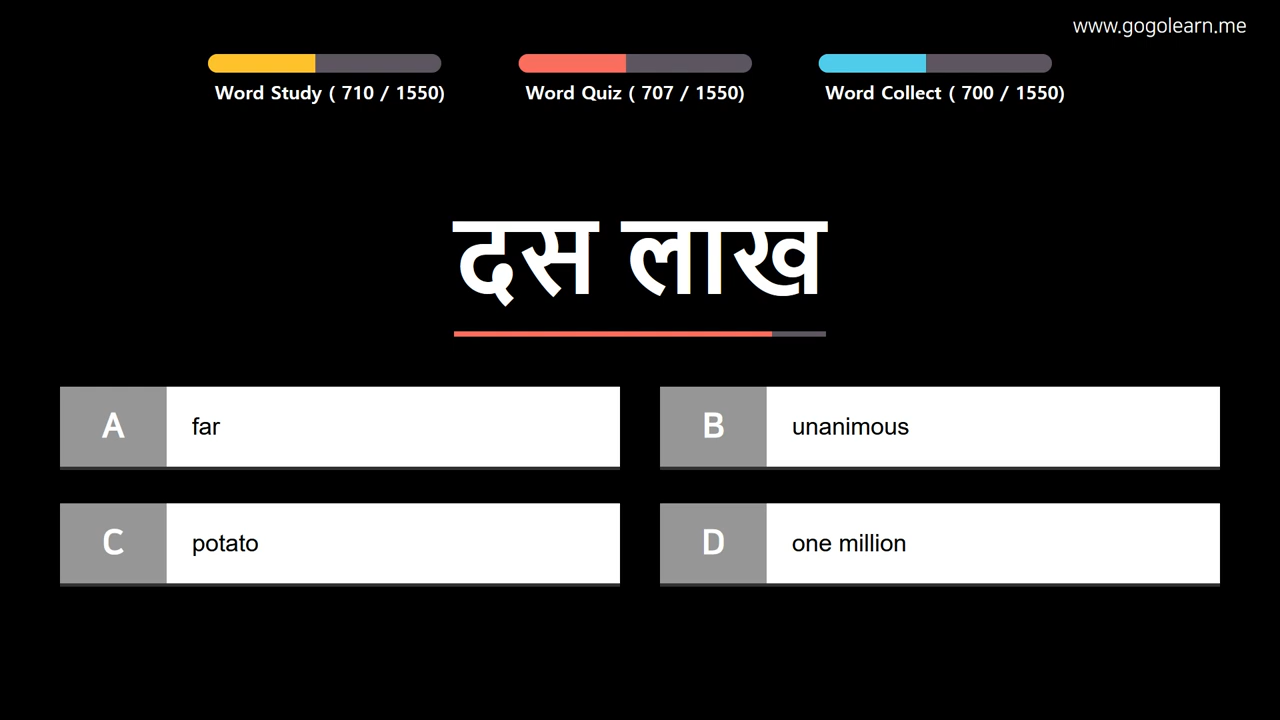 www.gogolearn.me
Word Study ( 710 / 1550)
Word Quiz ( 707 / 1550)
Word Collect ( 700 / 1550)
दस लाख
A far
B unanimous
C potato
D one million